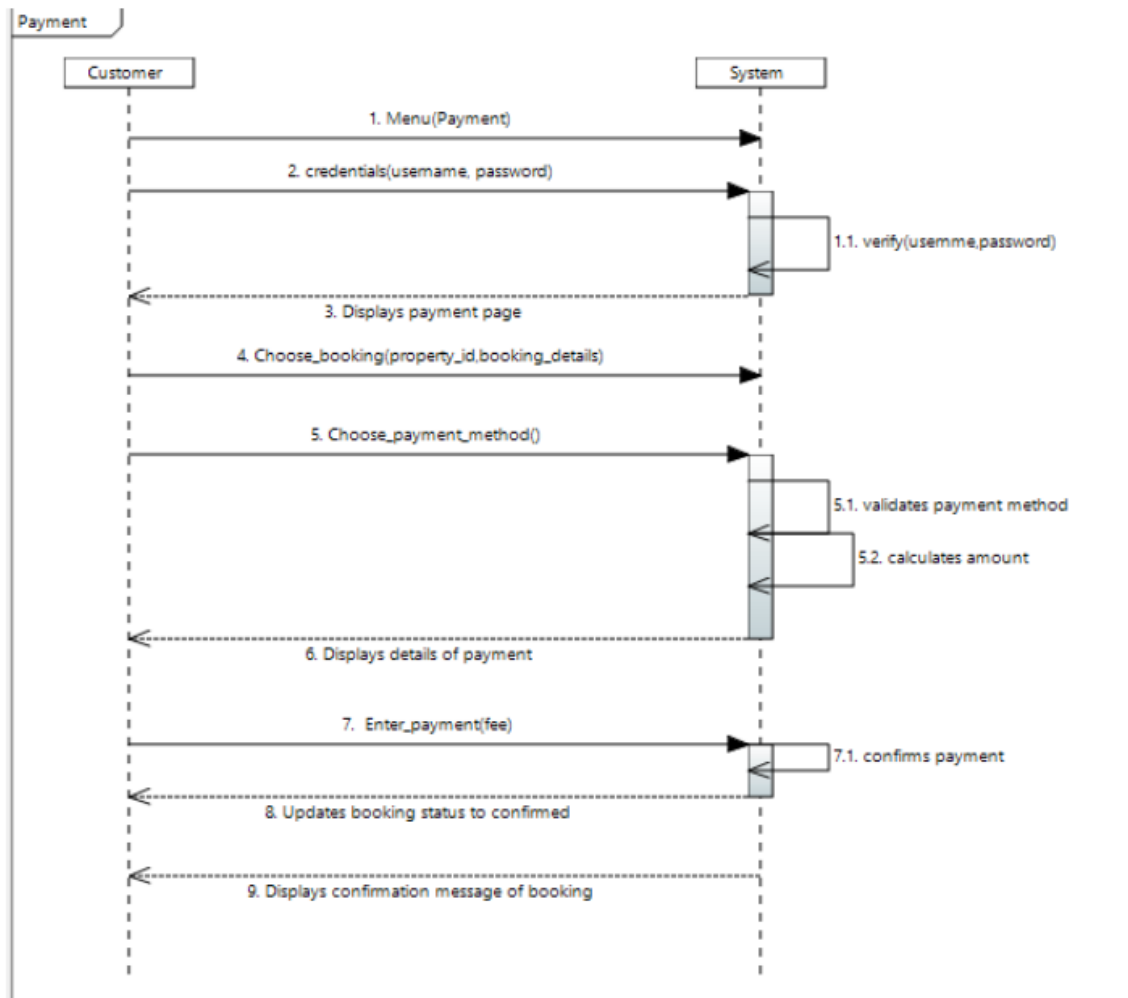 Payment
Customer
System
1. Menu(Payment)
2. credentials(username, password)
1.1. verify(usernme,password)
3. Displays payment page
4. Choose_booking(property_id,booking_details)
5. Choose_payment_method()
5.1. validates payment method
5.2. calculates amount
6. Displays details of payment
7. Enter_payment(fee)
7.1. confirms payment
8. Updates booking status to confirmed
9. Displays confirmation message of booking